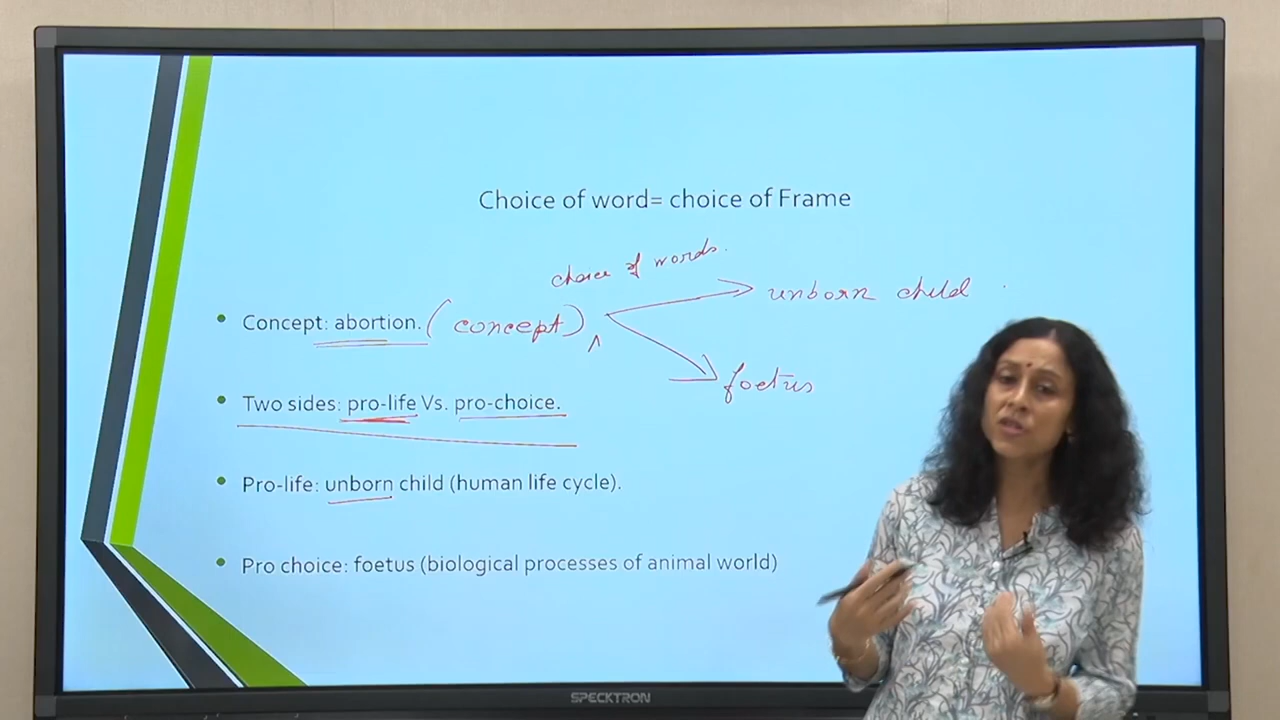 Choice of word= choice of Frame
choice of words.
unborn child
Concept: abortion. (concept)
foetus
Two sides: pro-life Vs. pro-choice.
Pro-life: unborn child (human life cycle).
Pro choice: foetus (biological processes of animal world)
SPECKTRON